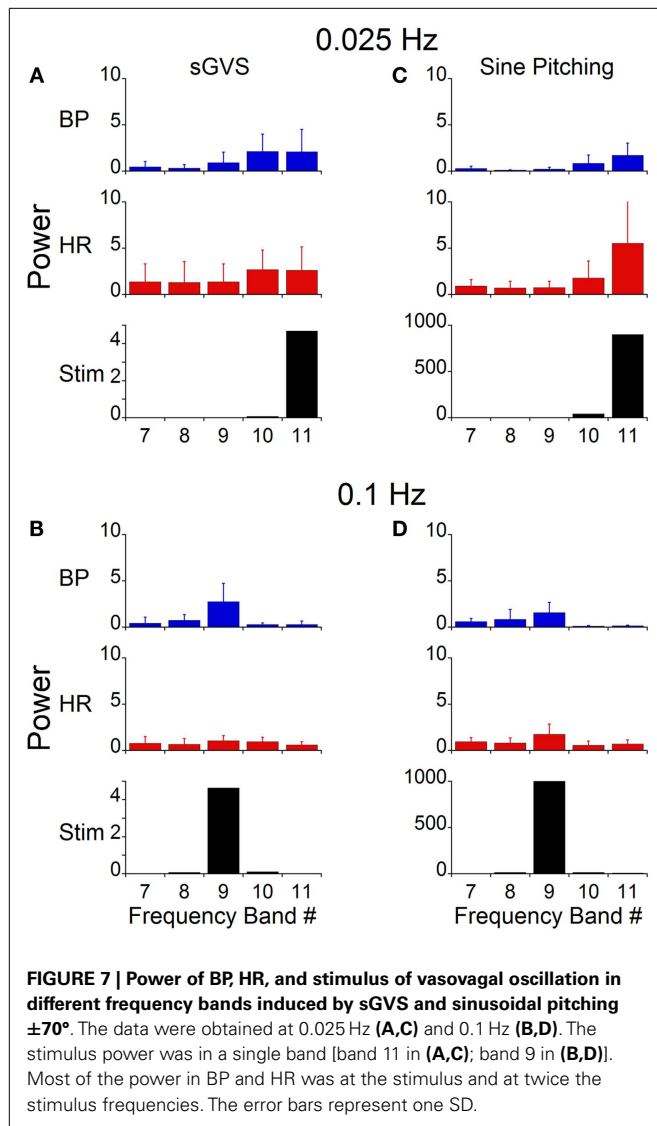 0.025 Hz
A sGVS
10
BP 5
0
10
HR 5
0
Power
4
Stim 2
0
7 8 9 10 11
C Sine Pitching
10
5
0
10
5
0
1000
500
0
7 8 9 10 11
0.1 Hz
B
10
BP 5
0
10
HR 5
0
Power
4
Stim 2
0
7 8 9 10 11
Frequency Band #
D
10
5
0
10
5
0
1000
500
0
7 8 9 10 11
Frequency Band #
FIGURE 7 | Power of BP, HR, and stimulus of vasovagal oscillation in
different frequency bands induced by sGVS and sinusoidal pitching
±70°. The data were obtained at 0.025 Hz (A,C) and 0.1 Hz (B,D). The
stimulus power was in a single band [band 11 in (A,C); band 9 in (B,D)].
Most of the power in BP and HR was at the stimulus and at twice the
stimulus frequencies. The error bars represent one SD.